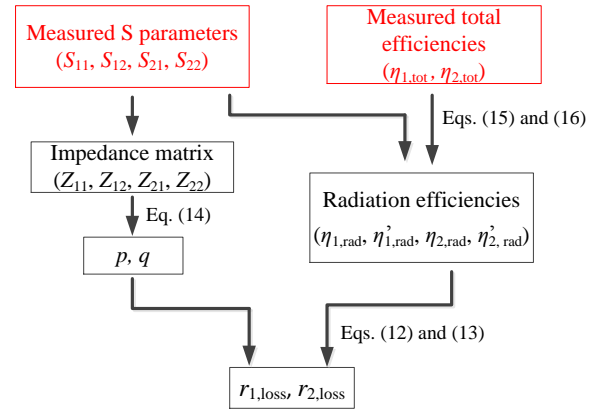 Measured S parameters
(S11, S12, S21, S22)
Measured total
efficiencies
(η1,tot , η2,tot)
Eqs. (15) and (16)
Impedance matrix
(Z11, Z12, Z21, Z22)
Radiation efficiencies
(η1,rad, η'1,rad, η2,rad, η'2, rad)
Eq. (14)
p, q
Eqs. (12) and (13)
r1,loss, r2,loss